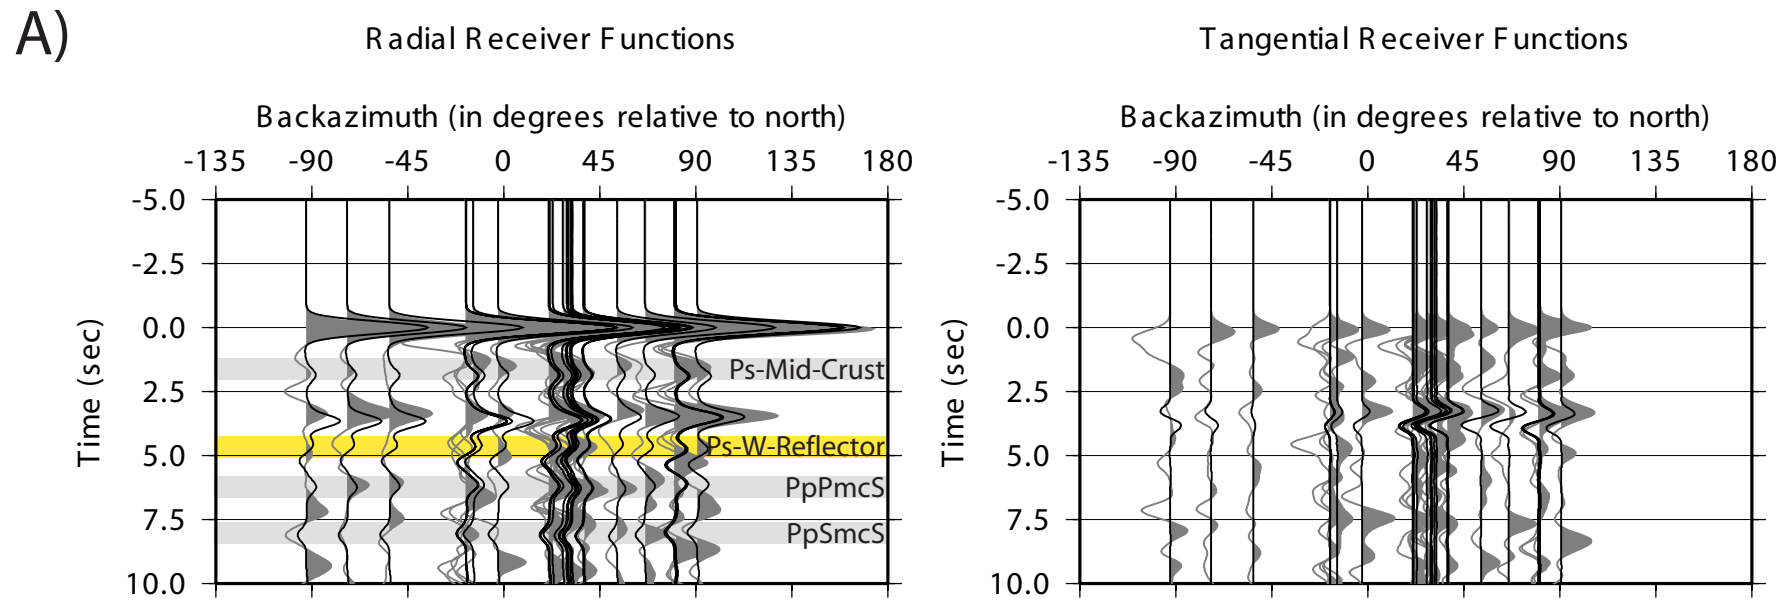 A)
Radial Receiver Functions
Tangential Receiver Functions
Backazimuth (in degrees relative to north)
Backazimuth (in degrees relative to north)
-135 -90 -45 0 45 90 135 180
-135 -90 -45 0 45 90 135 180
Time (sec)
-5.0
-2.5
0.0
2.5
5.0
7.5
10.0
Ps-Mid-Crust
Ps-W-Reflector
PpPmcS
PpSmcS
Time (sec)
-5.0
-2.5
0.0
2.5
5.0
7.5
10.0